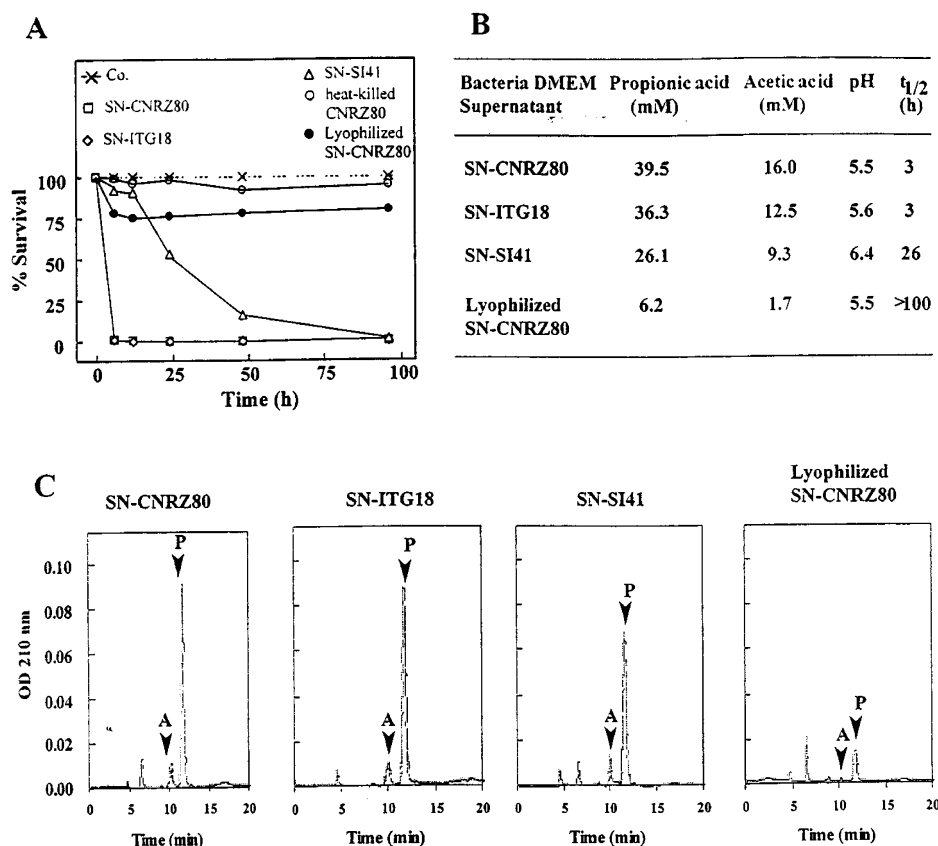 A
Co.
SN-CNRZ80
SN-ITG18
SN-SI41
heat-killed
CNRZ80
Lyophilized
SN-CNRZ80
% Survival
100
75
50
25
0
0 25 50 75 100
Time (h)
B
Bacteria DMEM Supernatant Propionic acid (mM) Acetic acid (mM) pH t1/2 (h)
SN-CNRZ80 39.5 16.0 5.5 3
SN-ITG18 36.3 12.5 5.6 3
SN-SI41 26.1 9.3 6.4 26
Lyophilized SN-CNRZ80 6.2 1.7 5.5 >100
C
SN-CNRZ80
SN-ITG18
SN-SI41
Lyophilized
SN-CNRZ80
OD 210 nm
0.10
0.08
0.06
0.04
0.02
0.00
A P
A P
A P
A P
0 5 10 15 20
0 5 10 15 20
0 5 10 15 20
0 5 10 15 20
Time (min)
Time (min)
Time (min)
Time (min)